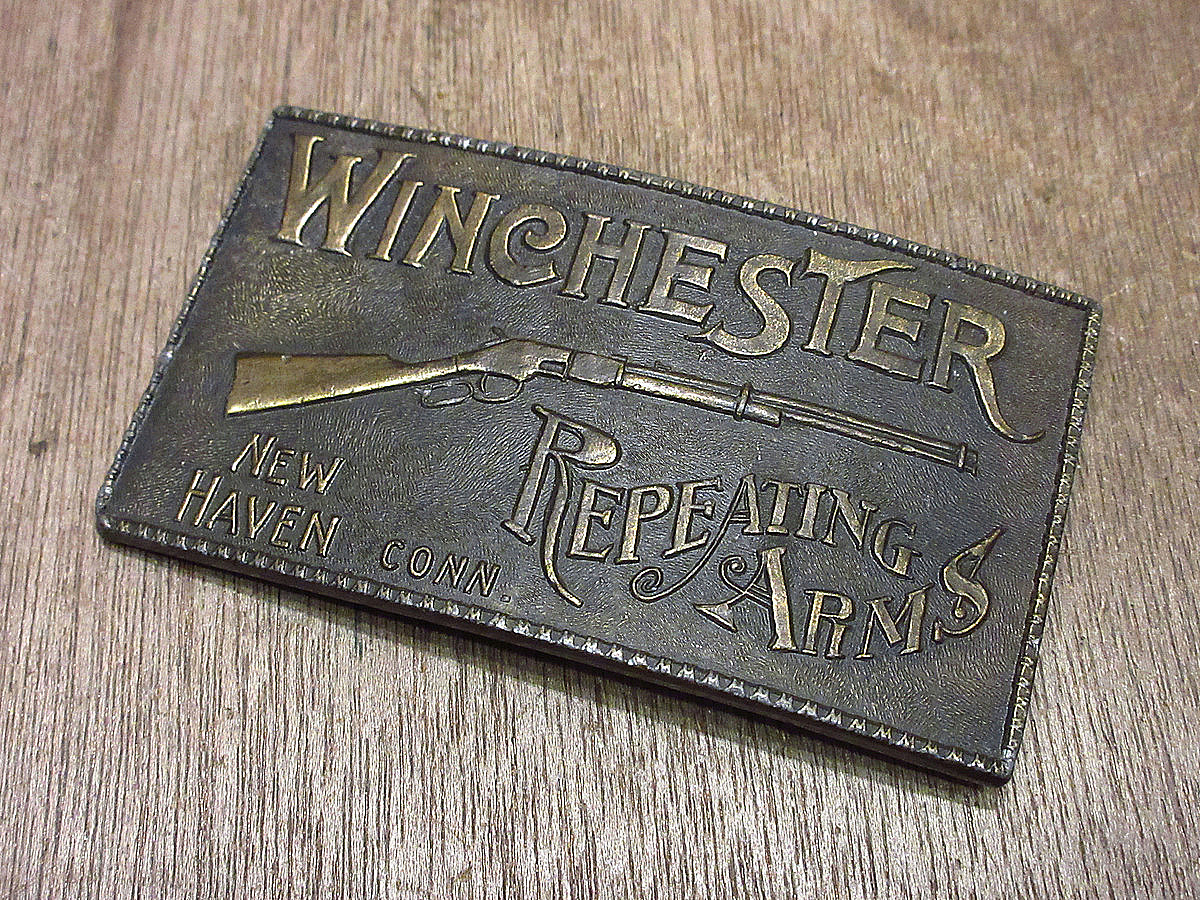 WINCHESTER
REPEATING
ARMS
NEW
HAVEN
CONN.